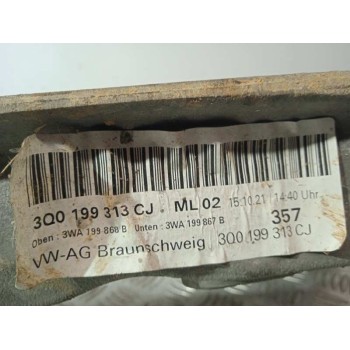 3Q0 199 313 CJ . ML 02 15.10.21 14:40 Uhr
Oben : 3WA 199 868 B Unten : 3WA 199 867 B 357
VW-AG Braunschweig 3Q0 199 313 CJ